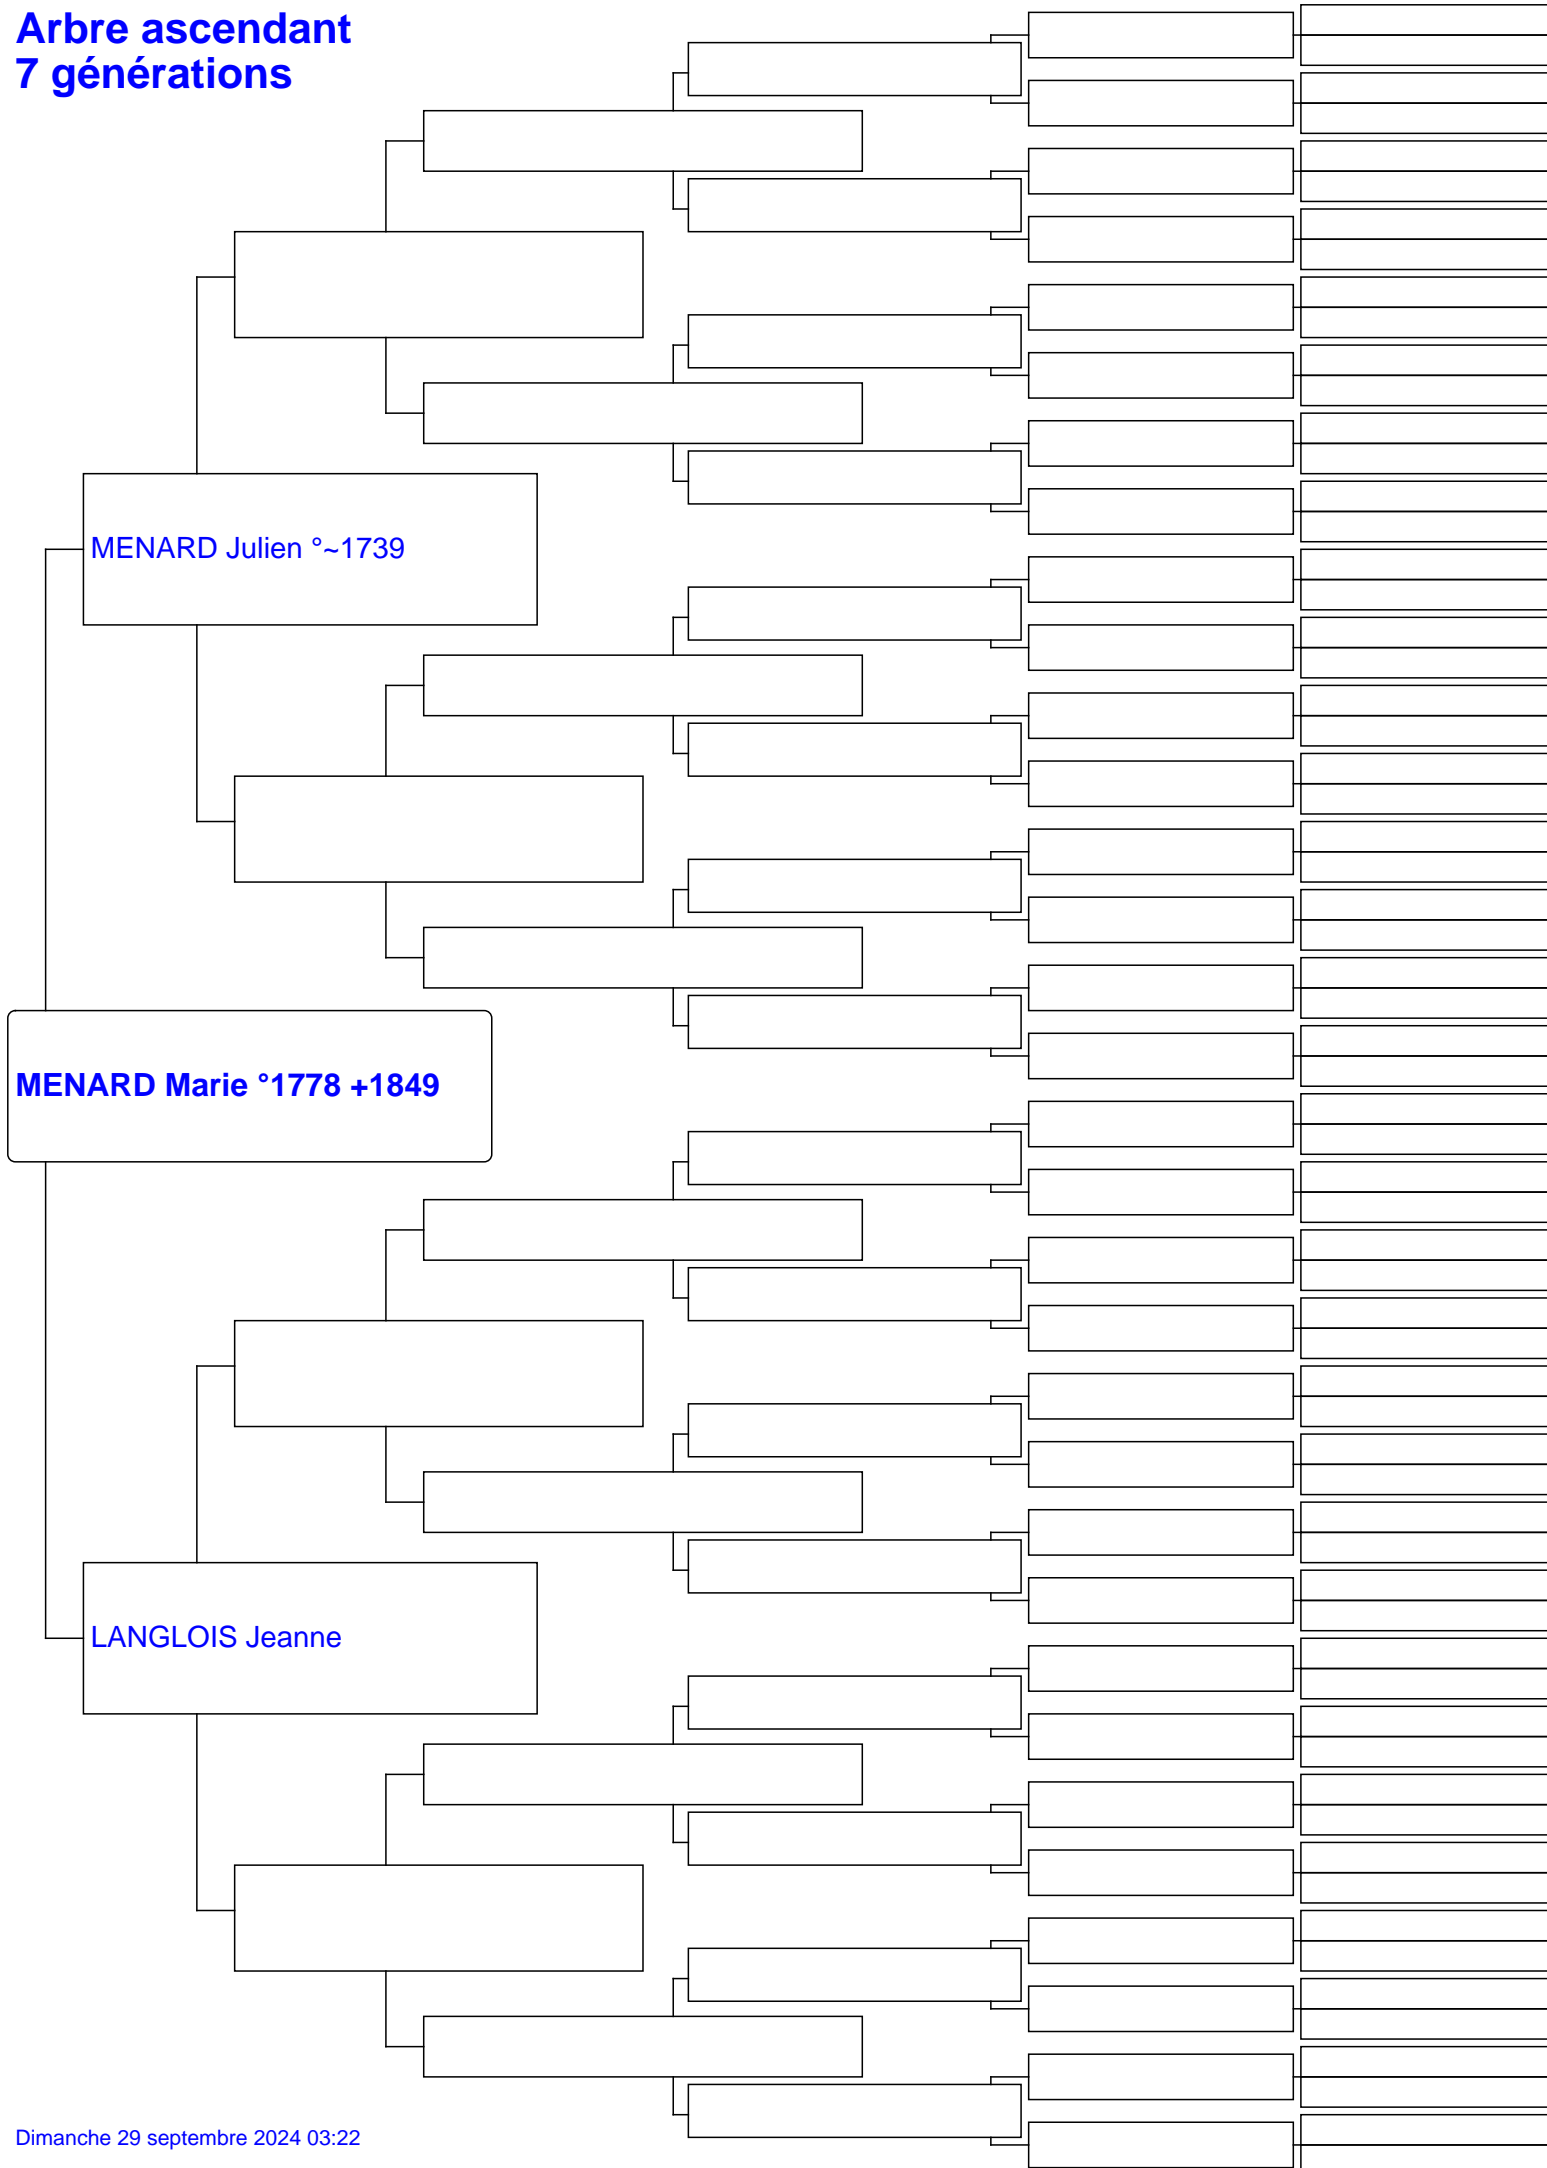 Arbre ascendant
7 générations
MENARD Julien °~1739
MENARD Marie °1778 +1849
LANGLOIS Jeanne
Dimanche 29 septembre 2024 03:22